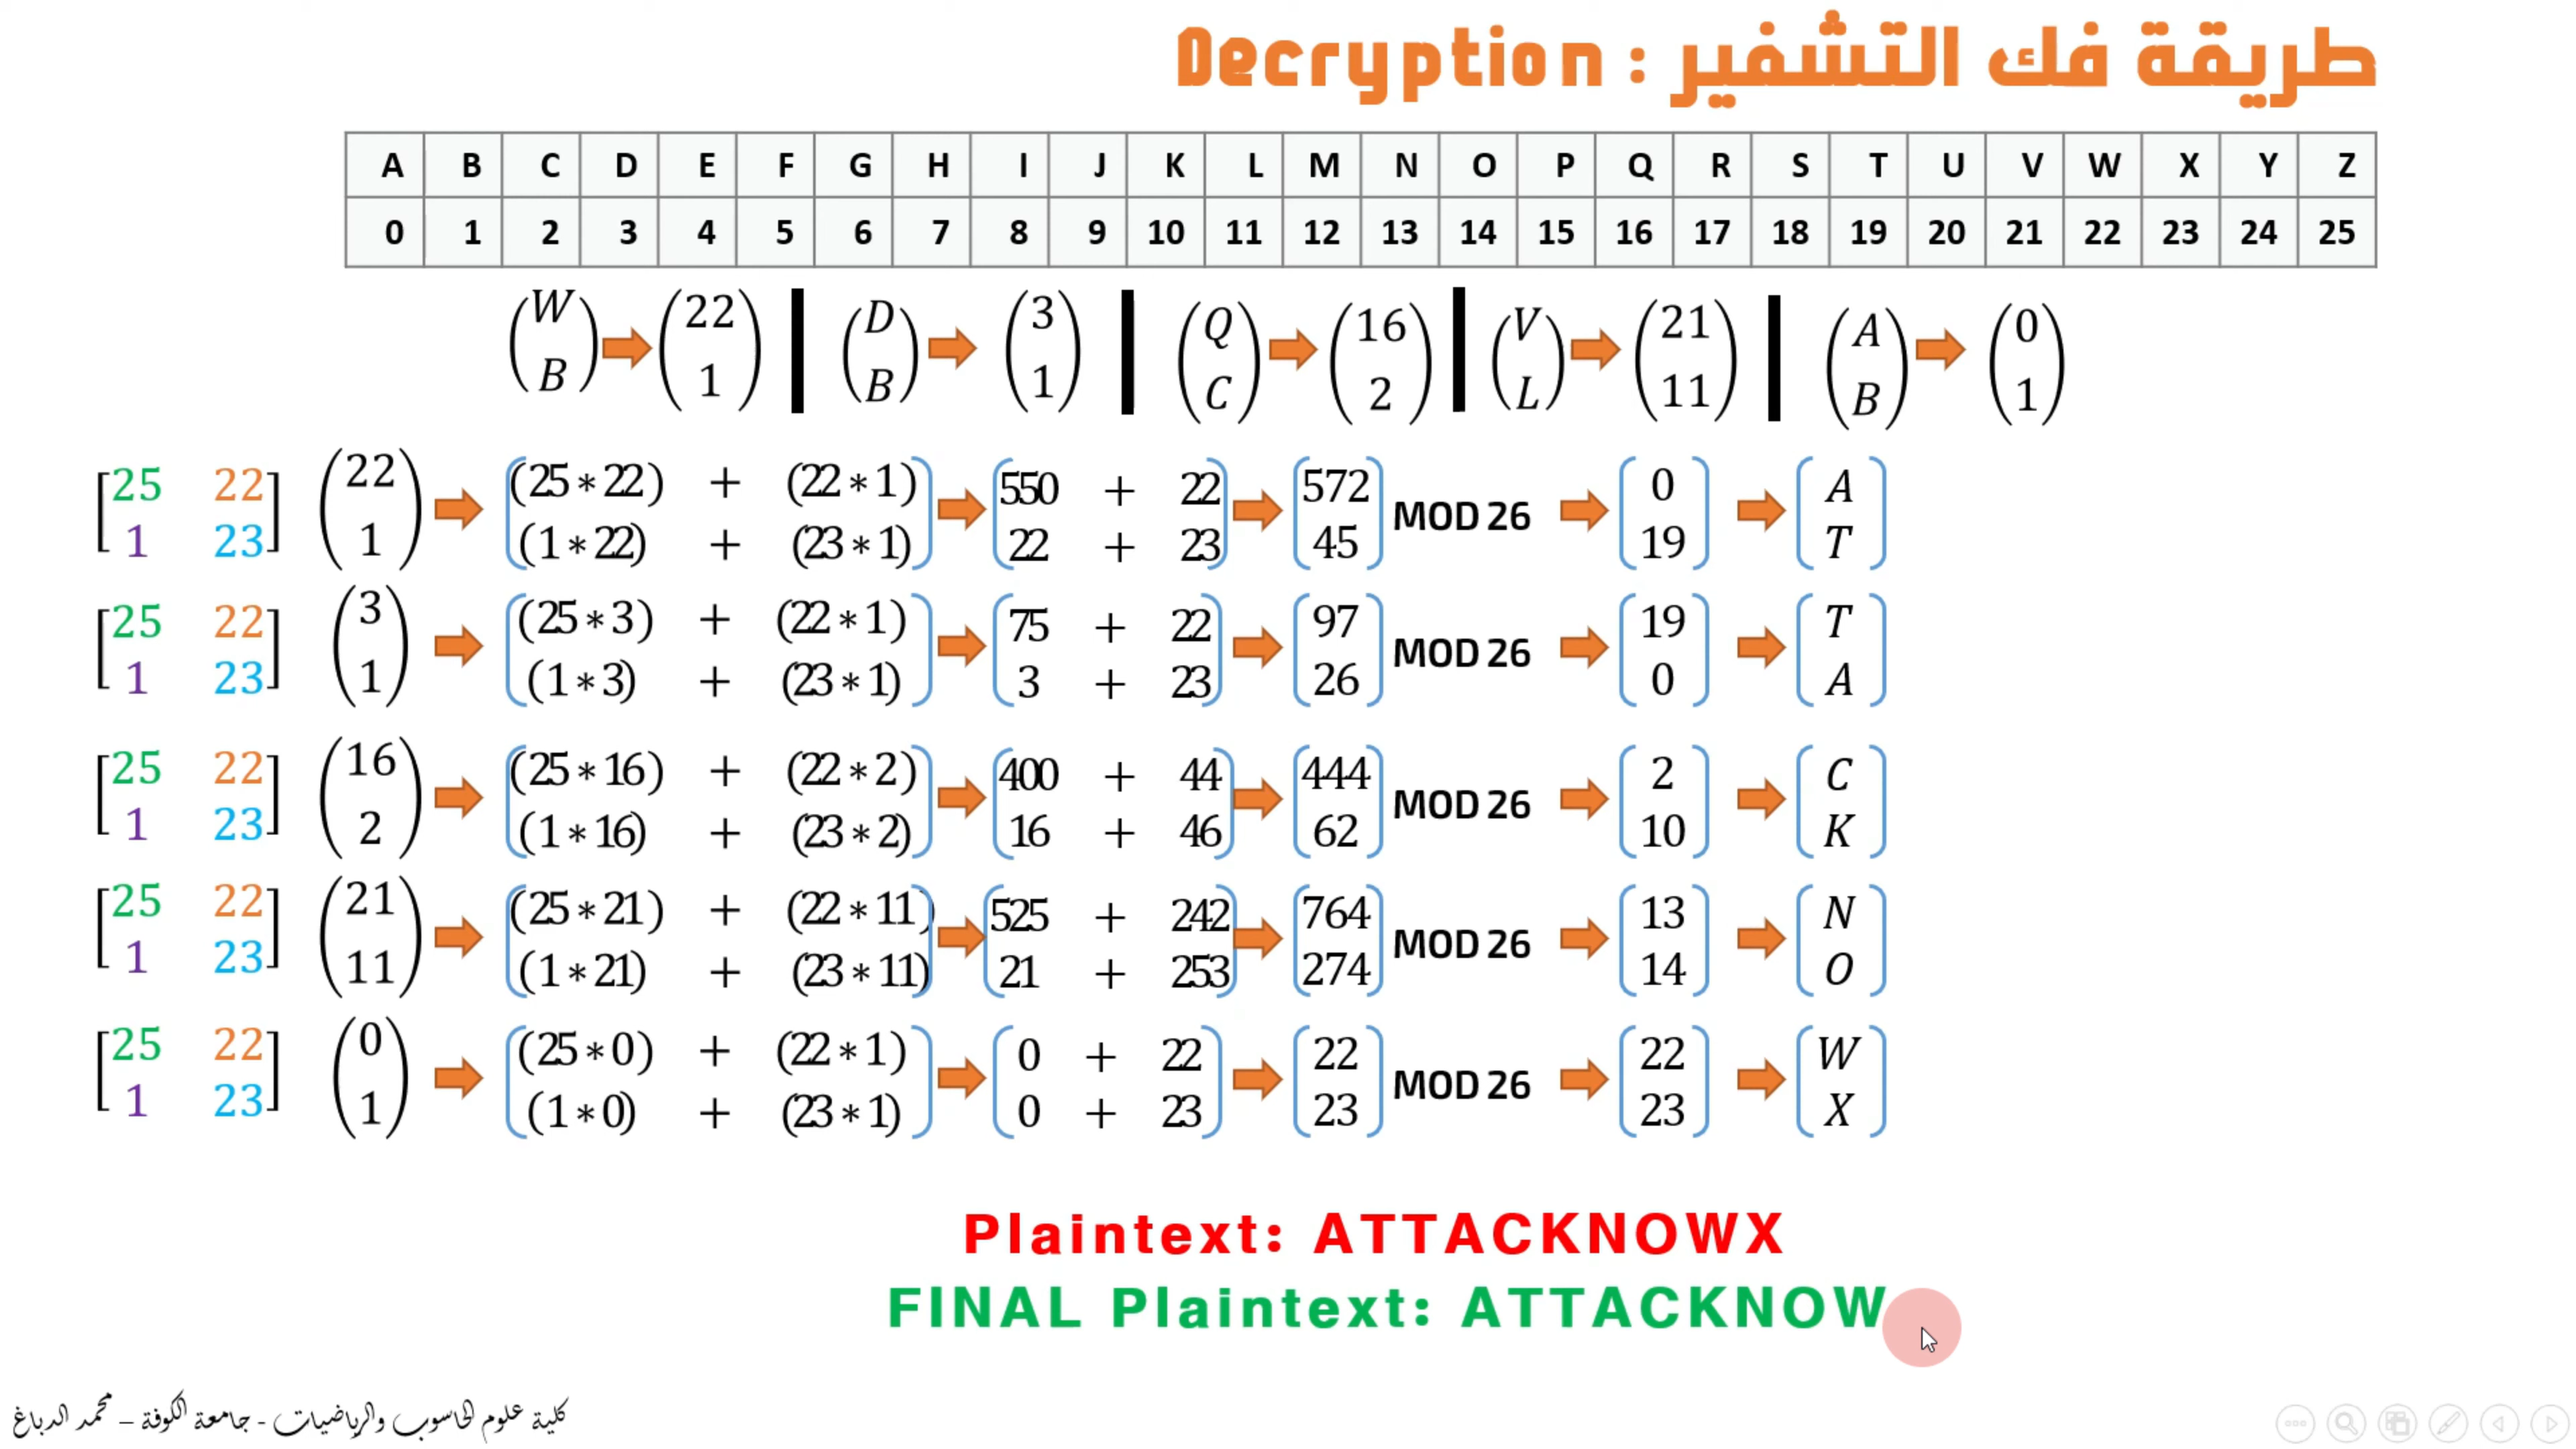 طريقة فك التشفير : Decryption
A B C D E F G H I J K L M N O P Q R S T U V W X Y Z
0 1 2 3 4 5 6 7 8 9 10 11 12 13 14 15 16 17 18 19 20 21 22 23 24 25
W 22 D 3 Q 16 V 21 A 0
B 1 B 1 C 2 L 11 B 1
25 22 22 (25*22) + (22*1) 550 + 22 572 MOD 26 0 A
1 23 1 (1*22) + (23*1) 22 + 23 45 19 T
25 22 3 (25*3) + (22*1) 75 + 22 97 MOD 26 19 T
1 23 1 (1*3) + (23*1) 3 + 23 26 0 A
25 22 16 (25*16) + (22*2) 400 + 44 444 MOD 26 2 C
1 23 2 (1*16) + (23*2) 16 + 46 62 10 K
25 22 21 (25*21) + (22*11) 525 + 242 764 MOD 26 13 N
1 23 11 (1*21) + (23*11) 21 + 253 274 14 O
25 22 0 (25*0) + (22*1) 0 + 22 22 MOD 26 22 W
1 23 1 (1*0) + (23*1) 0 + 23 23 23 X
Plaintext: ATTACKNOWX
FINAL Plaintext: ATTACKNOW
كلية علوم الحاسوب والرياضيات - جامعة الكوفة – محمد الدباغ